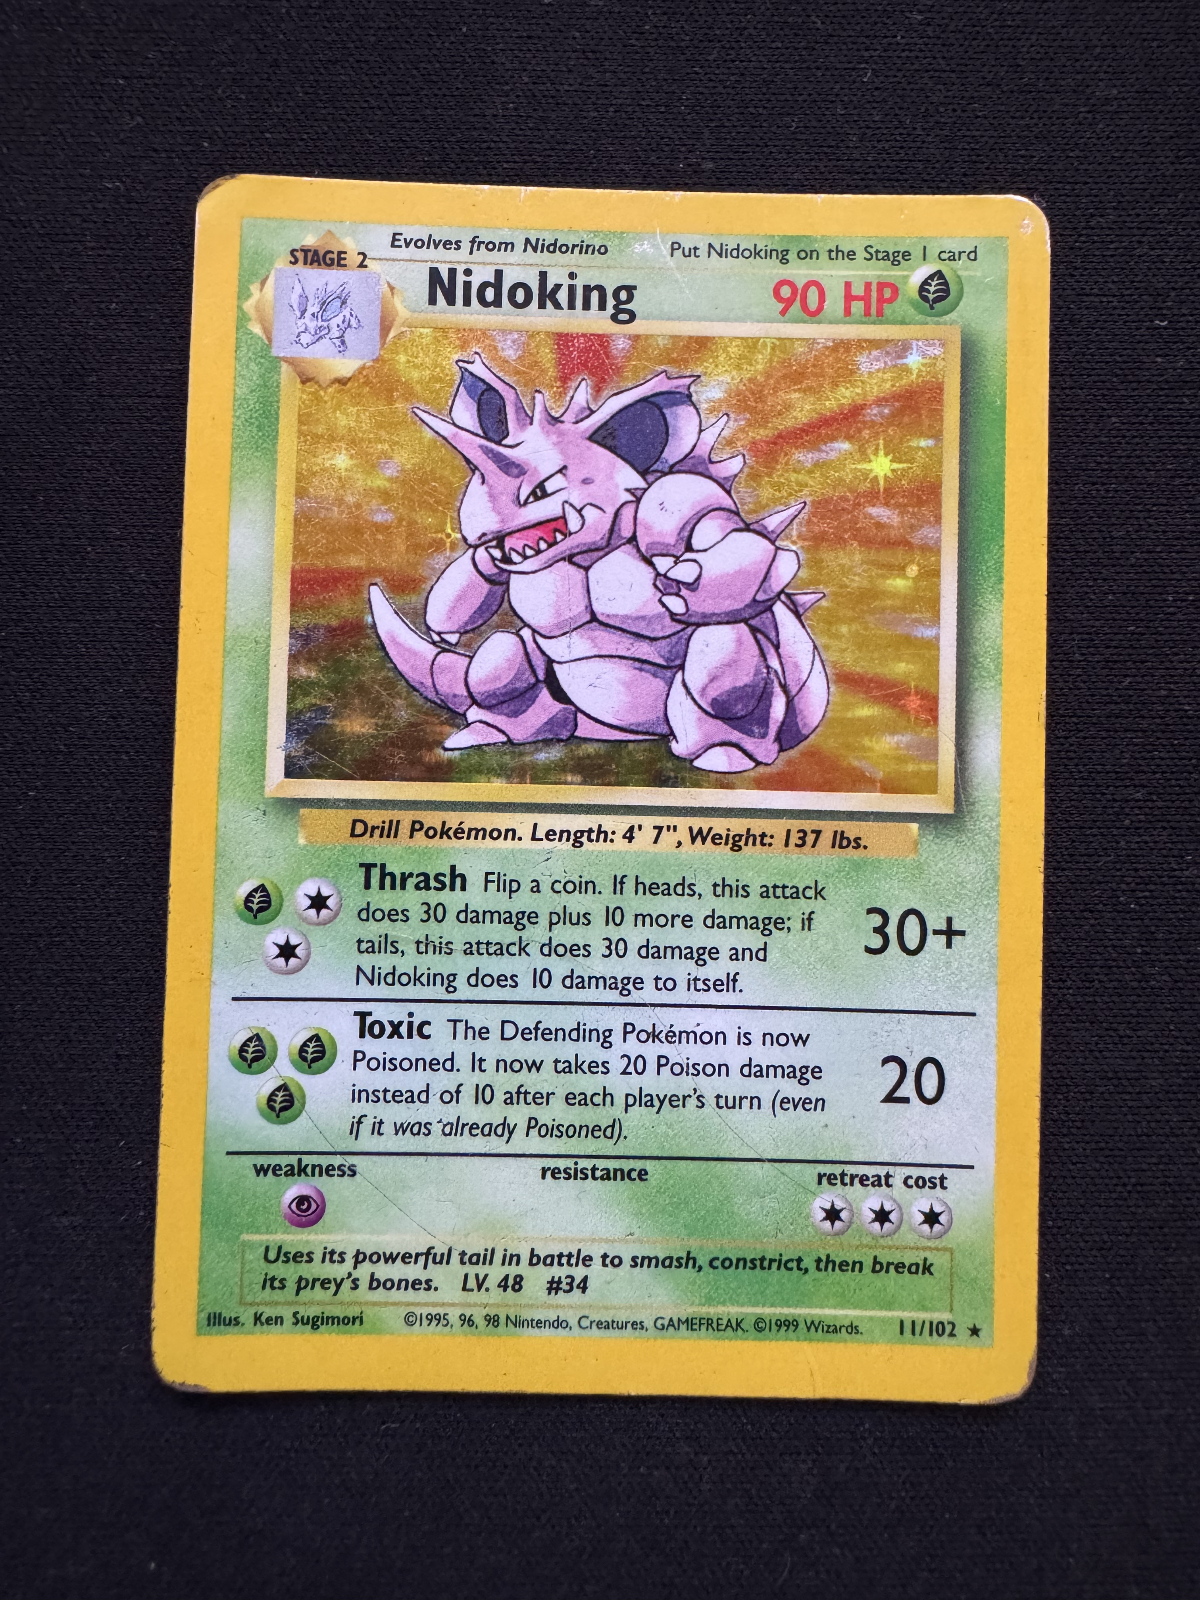 Evolves from Nidorino
Put Nidoking on the Stage 1 card
STAGE 2
Nidoking
90 HP
Drill Pokémon. Length: 4' 7", Weight: 137 lbs.
Thrash Flip a coin. If heads, this attack
does 30 damage plus 10 more damage; if
tails, this attack does 30 damage and
Nidoking does 10 damage to itself.
30+
Toxic The Defending Pokémon is now
Poisoned. It now takes 20 Poison damage
instead of 10 after each player's turn (even
if it was already Poisoned).
20
weakness
resistance
retreat cost
Uses its powerful tail in battle to smash, constrict, then break
its prey's bones. LV. 48 #34
Illus. Ken Sugimori
©1995, 96, 98 Nintendo, Creatures, GAMEFREAK. ©1999 Wizards.
11/102 ★